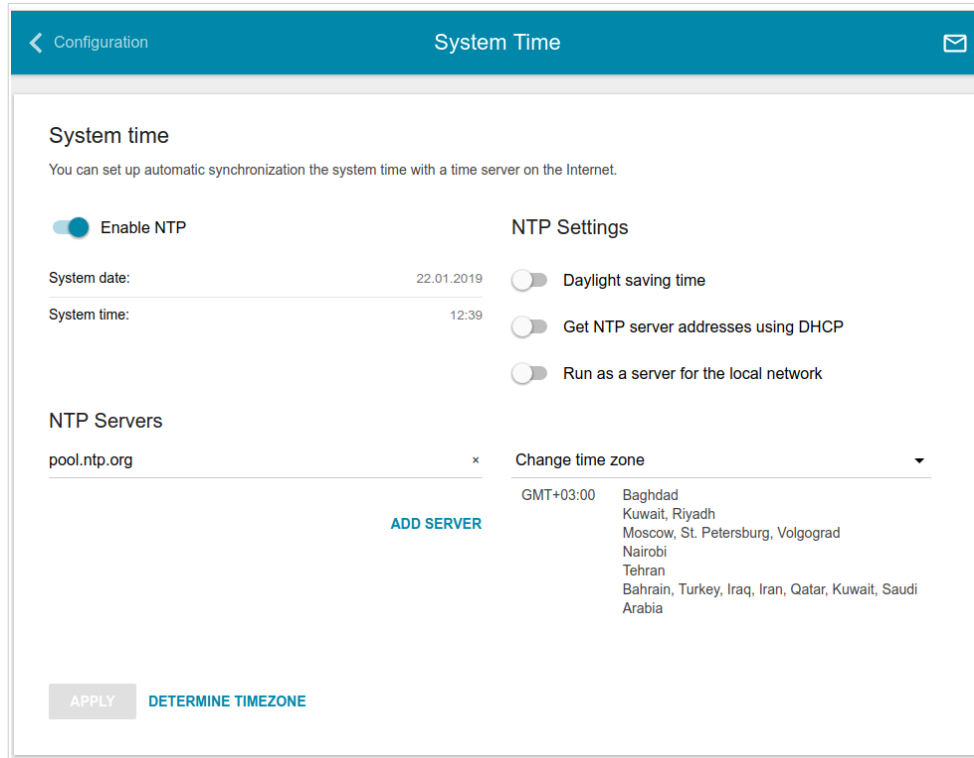 Configuration
System Time
System time
You can set up automatic synchronization the system time with a time server on the Internet.
Enable NTP
System date: 22.01.2019
System time: 12:39
NTP Settings
Daylight saving time
Get NTP server addresses using DHCP
Run as a server for the local network
NTP Servers
pool.ntp.org ×
ADD SERVER
Change time zone
GMT+03:00 Baghdad
Kuwait, Riyadh
Moscow, St. Petersburg, Volgograd
Nairobi
Tehran
Bahrain, Turkey, Iraq, Iran, Qatar, Kuwait, Saudi
Arabia
APPLY
DETERMINE TIMEZONE